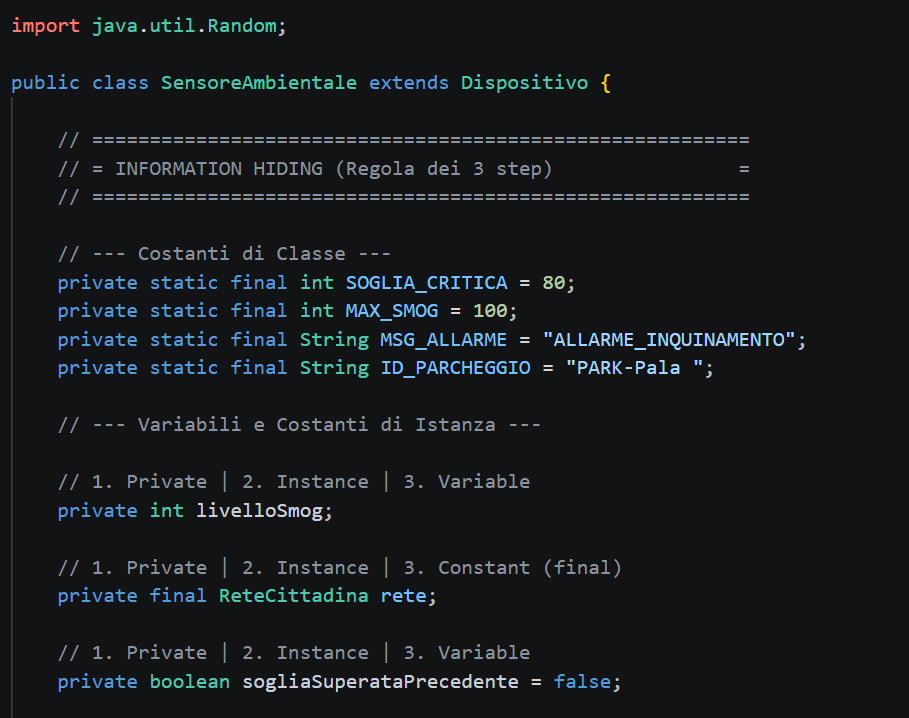 import java.util.Random;
public class SensoreAmbientale extends Dispositivo {
// =========================================================
// = INFORMATION HIDING (Regola dei 3 step)                =
// =========================================================
// --- Costanti di Classe ---
private static final int SOGLIA_CRITICA = 80;
private static final int MAX_SMOG = 100;
private static final String MSG_ALLARME = "ALLARME_INQUINAMENTO";
private static final String ID_PARCHEGGIO = "PARK-Pala ";
// --- Variabili e Costanti di Istanza ---
// 1. Private | 2. Instance | 3. Variable
private int livelloSmog;
// 1. Private | 2. Instance | 3. Constant (final)
private final ReteCittadina rete;
// 1. Private | 2. Instance | 3. Variable
private boolean sogliaSuperataPrecedente = false;